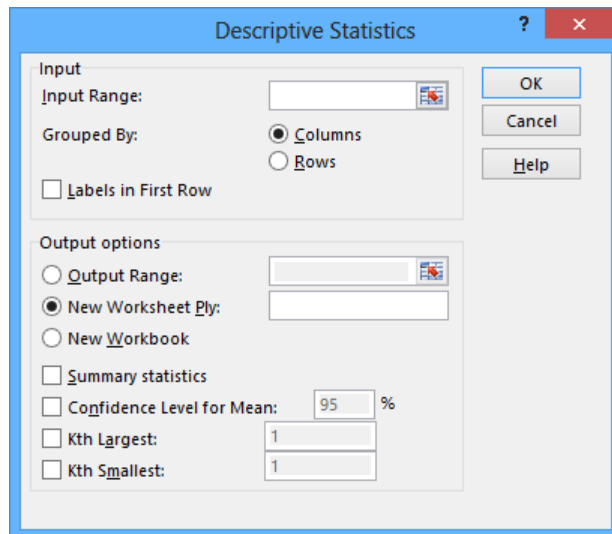 Descriptive Statistics ? ×
Input
Input Range:
OK
Grouped By:
Columns
Cancel
Rows
Help
Labels in First Row
Output options
Output Range:
New Worksheet Ply:
New Workbook
Summary statistics
Confidence Level for Mean: 95 %
Kth Largest: 1
Kth Smallest: 1